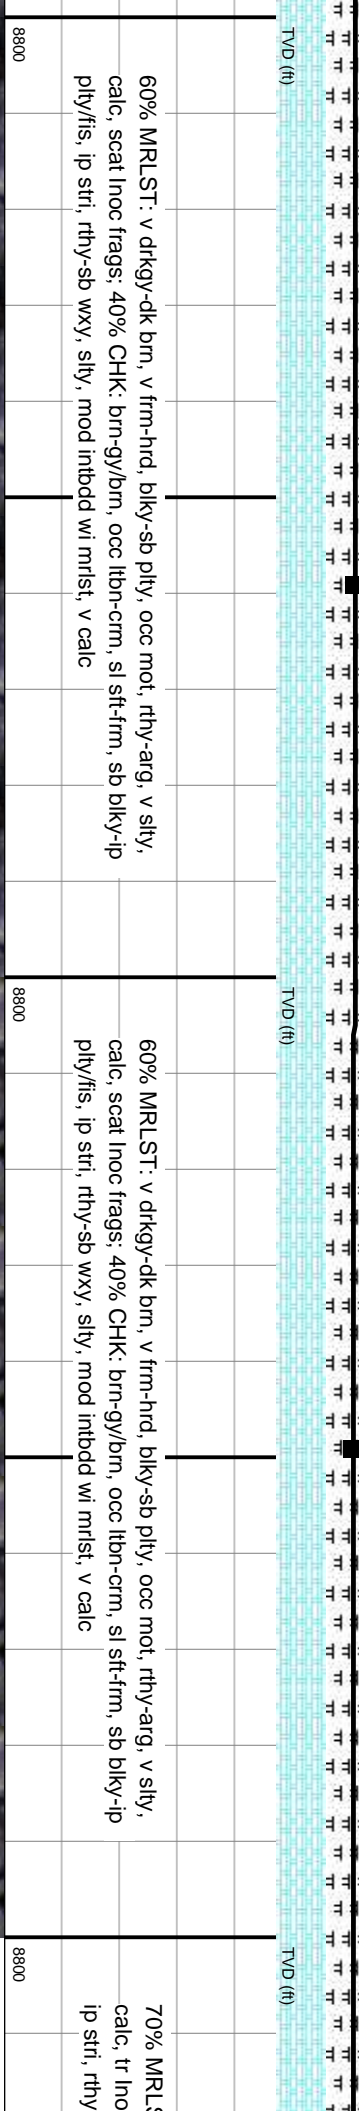 TVD (ft)
8800
60% MRLST: v drkgy-dk brn, v frm-hrd, blky-sb plty, occ mot, rthy-arg, v slty,
calc, scat Inoc frags; 40% CHK: brn-gy/brn, occ ltbn-crm, sl sft-frm, sb blky-ip
plty/fis, ip stri, rthy-sb wxy, slty, mod intbdd wi mrlst, v calc
TVD (ft)
8800
60% MRLST: v drkgy-dk brn, v frm-hrd, blky-sb plty, occ mot, rthy-arg, v slty,
calc, scat Inoc frags; 40% CHK: brn-gy/brn, occ ltbn-crm, sl sft-frm, sb blky-ip
plty/fis, ip stri, rthy-sb wxy, slty, mod intbdd wi mrlst, v calc
TVD (ft)
8800
70% MRLS
calc, tr Ino
ip stri, rthy